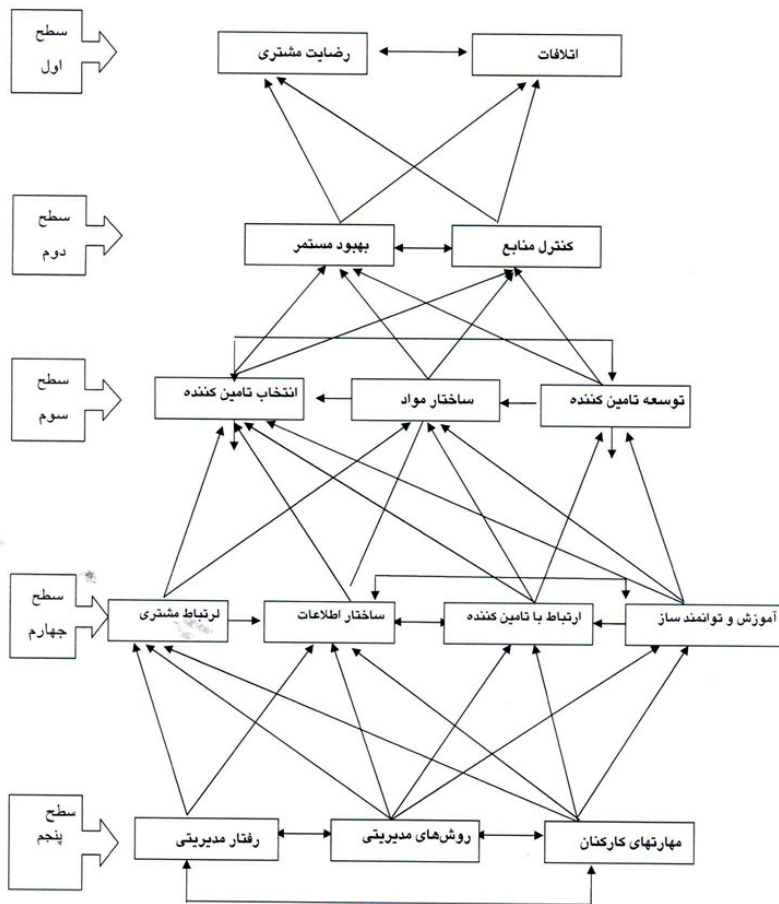 سطح
اول
رضایت مشتری
اتلافات
سطح
دوم
بهبود مستمر
کنترل منابع
سطح
سوم
انتخاب تامین کننده
ساختار مواد
توسعه تامین کننده
سطح
چهارم
ارتباط مشتری
ساختار اطلاعات
ارتباط با تامین کننده
آموزش و توانمند ساز
سطح
پنجم
رفتار مدیریتی
روش‌های مدیریتی
مهارتهای کارکنان